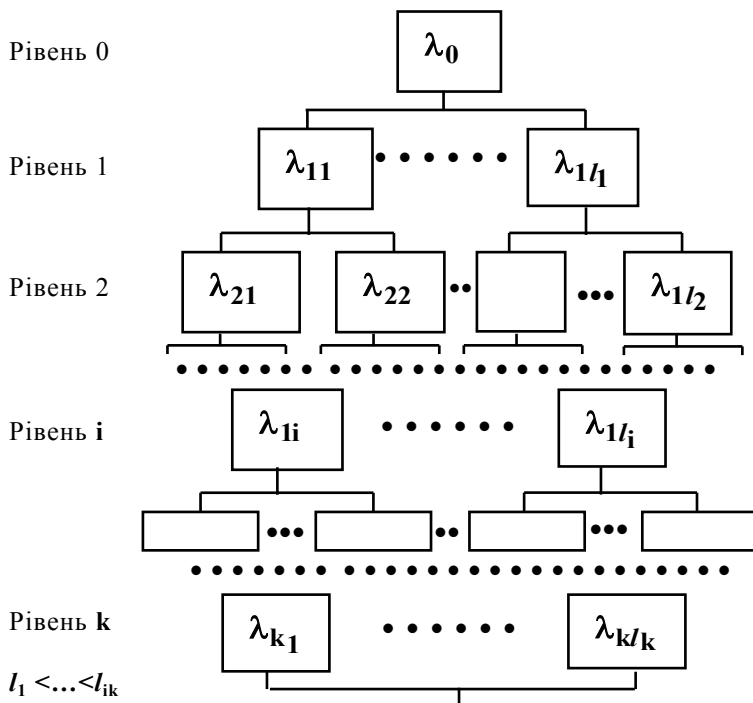 Рівень 0 λ0
Рівень 1 λ11 • • • • • • λ1l1
Рівень 2 λ21 λ22 •• ••• λ1l2
Рівень i λ1i • • • • • • λ1li
••• •• •••
Рівень k λk1 • • • • • • λklk
l1 <...<lik